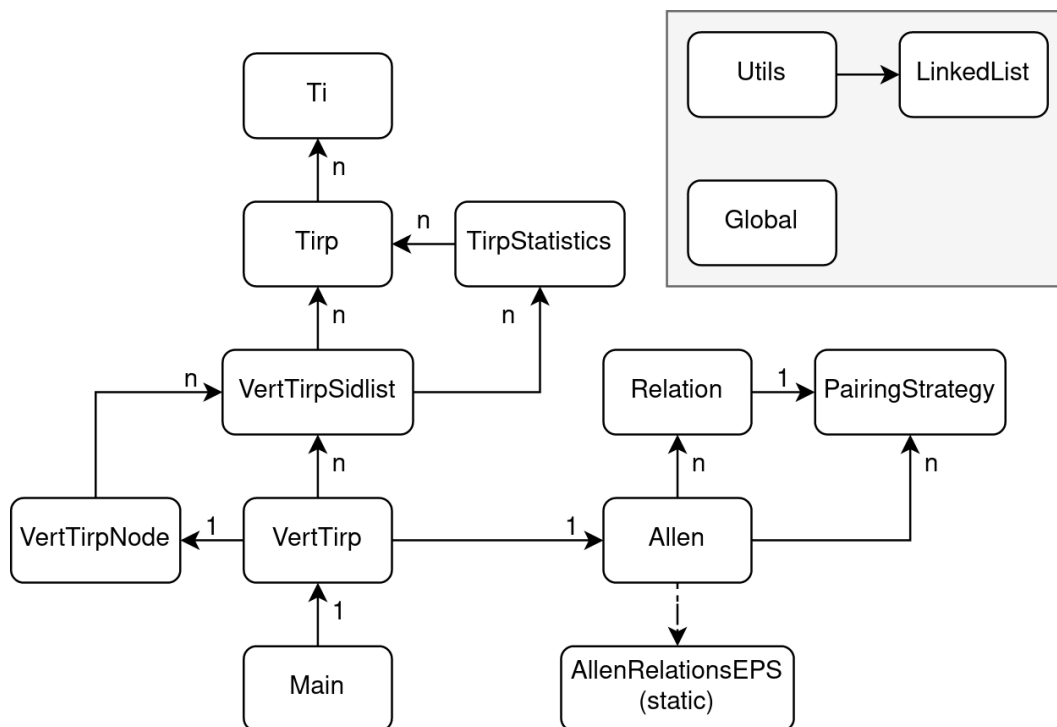 Utils
LinkedList
Ti
n
Global
Tirp
n
TirpStatistics
n
n
VertTirpSidlist
n
Relation
1
PairingStrategy
n
n
n
VertTirpNode
1
VertTirp
1
Allen
1
Main
AllenRelationsEPS
(static)